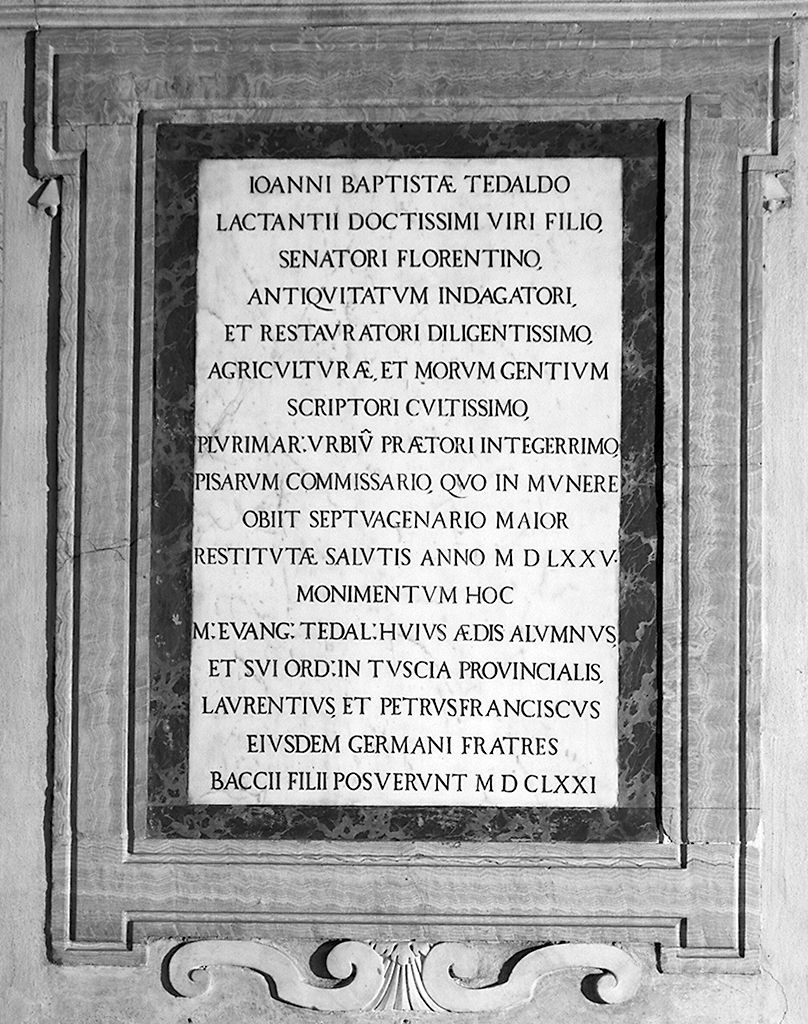 IOANNI BAPTISTÆ TEDALDO
LACTANTII DOCTISSIMI VIRI FILIO,
SENATORI FLORENTINO,
ANTIQVITATVM INDAGATORI,
ET RESTAVRATORI DILIGENTISSIMO,
AGRICVLTVRÆ, ET MORVM GENTIVM
SCRIPTORI CVLTISSIMO,
PLVRIMAR: VRBIV̂ PRÆTORI INTEGERRIMO,
PISARVM COMMISSARIO, QVO IN MVNERE
OBIIT SEPTVAGENARIO MAIOR
RESTITVTÆ SALVTIS ANNO M D LXXV.
MONIMENTVM HOC
M: EVANG: TEDAL: HVIVS ÆDIS ALVMNVS,
ET SVI ORD: IN TVSCIA PROVINCIALIS,
LAVRENTIVS, ET PETRVSFRANCISCVS
EIVSDEM GERMANI FRATRES
BACCII FILII POSVERVNT M D CLXXI